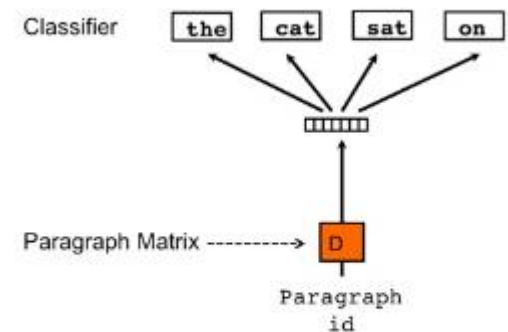 Classifier the cat sat on
D
Paragraph Matrix
Paragraph
id